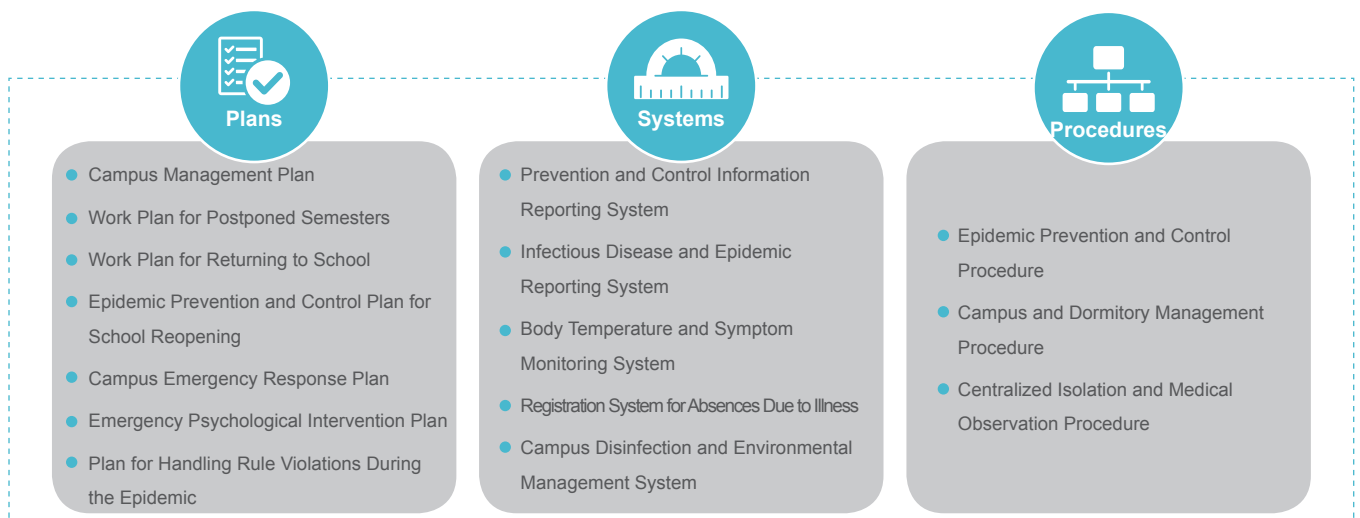 Plans
Campus Management Plan
Work Plan for Postponed Semesters
Work Plan for Returning to School
Epidemic Prevention and Control Plan for
School Reopening
Campus Emergency Response Plan
Emergency Psychological Intervention Plan
Plan for Handling Rule Violations During
the Epidemic
Systems
Prevention and Control Information
Reporting System
Infectious Disease and Epidemic
Reporting System
Body Temperature and Symptom
Monitoring System
Registration System for Absences Due to Illness
Campus Disinfection and Environmental
Management System
Procedures
Epidemic Prevention and Control
Procedure
Campus and Dormitory Management
Procedure
Centralized Isolation and Medical
Observation Procedure